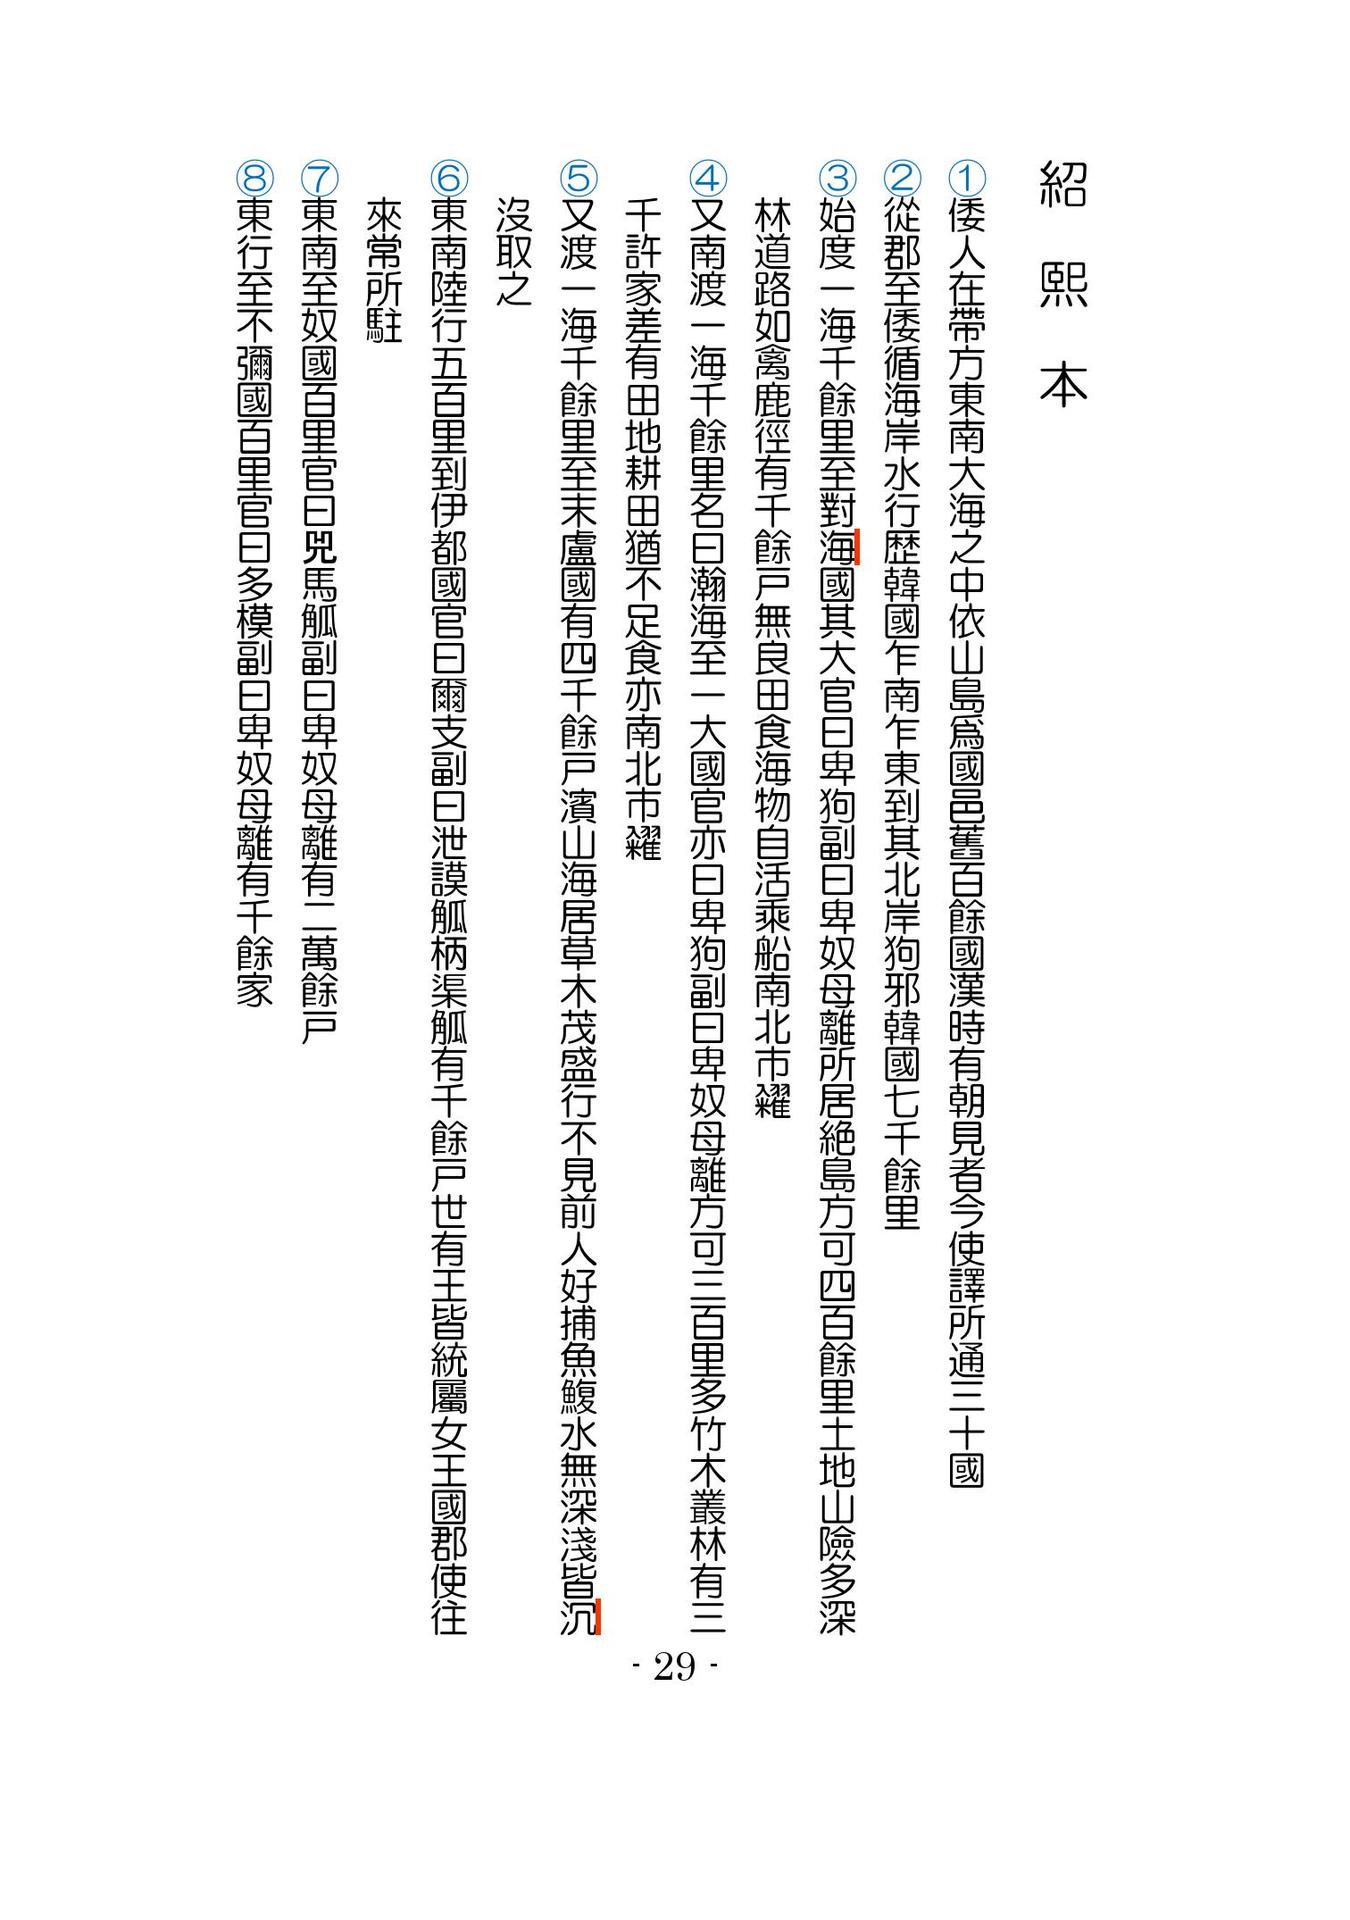 紹熙本
①倭人在帶方東南大海之中依山島爲國邑舊百餘國漢時有朝見者今使譯所通三十國
②從郡至倭循海岸水行歴韓國乍南乍東到其北岸狗邪韓國七千餘里
③始度一海千餘里至對海國其大官曰卑狗副曰卑奴母離所居絶島方可四百餘里土地山險多深
林道路如禽鹿徑有千餘戸無良田食海物自活乘船南北市糴
④又南渡一海千餘里名曰瀚海至一大國官亦曰卑狗副曰卑奴母離方可三百里多竹木叢林有三
千許家差有田地耕田猶不足食亦南北市糴
⑤又渡一海千餘里至末盧國有四千餘戸濱山海居草木茂盛行不見前人好捕魚鰒水無深淺皆沉
沒取之
⑥東南陸行五百里到伊都國官曰爾支副曰泄謨觚柄渠觚有千餘戸世有王皆統屬女王國郡使往
來常所駐
⑦東南至奴國百里官曰兕馬觚副曰卑奴母離有二萬餘戸
⑧東行至不彌國百里官曰多模副曰卑奴母離有千餘家
- 29 -